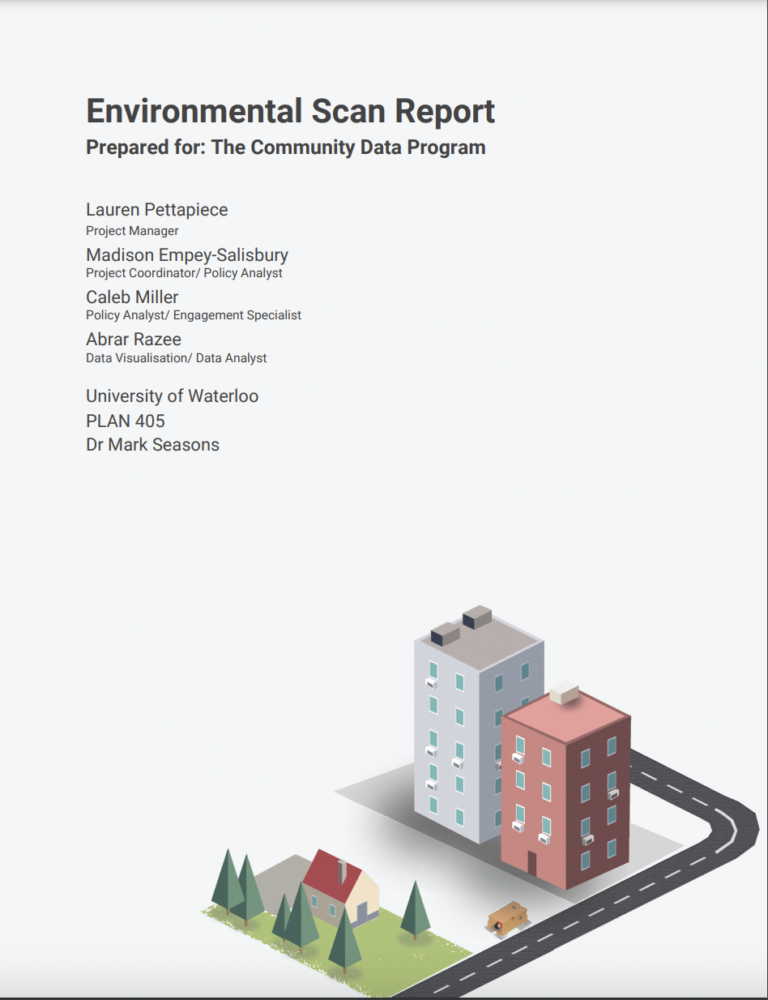 Environmental Scan Report
Prepared for: The Community Data Program
Lauren Pettapiece
Project Manager
Madison Empey-Salisbury
Project Coordinator/ Policy Analyst
Caleb Miller
Policy Analyst/ Engagement Specialist
Abrar Razee
Data Visualisation/ Data Analyst
University of Waterloo
PLAN 405
Dr Mark Seasons